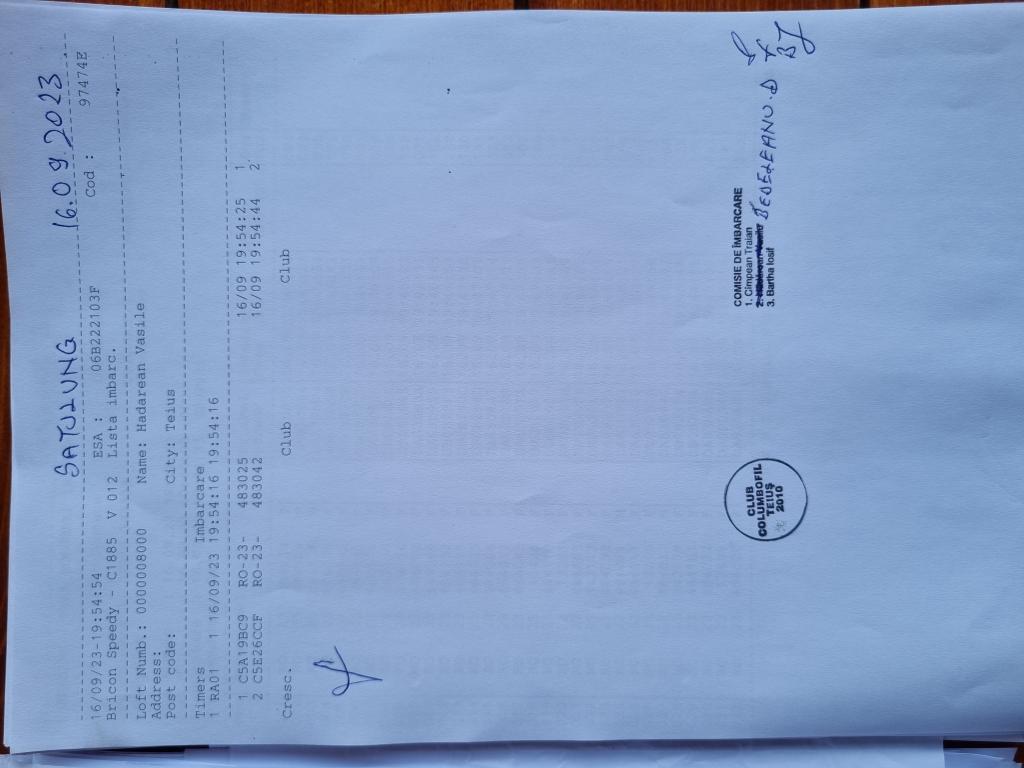 SATULUNG 16.09.2023
16/09/23-19:54:54 ESA : 06B222103F Cod : 97474E
Bricon Speedy - C1885 V 012 Lista imbarc.
Loft Numb.: 0000008000 Name: Hadarean Vasile
Address:
Post code: City: Teius
Timers Imbarcare
1 RA01 1 16/09/23 19:54:16 19:54:16
1 C5A19BC9 RO-23- 483025 16/09 19:54:25 1
2 C5E26CCF RO-23- 483042 16/09 19:54:44 2
Cresc. Club Club
CLUB
COLUMBOFIL
TEIUȘ
2010
COMISIE DE ÎMBARCARE
1. Cîmpean Traian
2.
3. Bartha Iosif